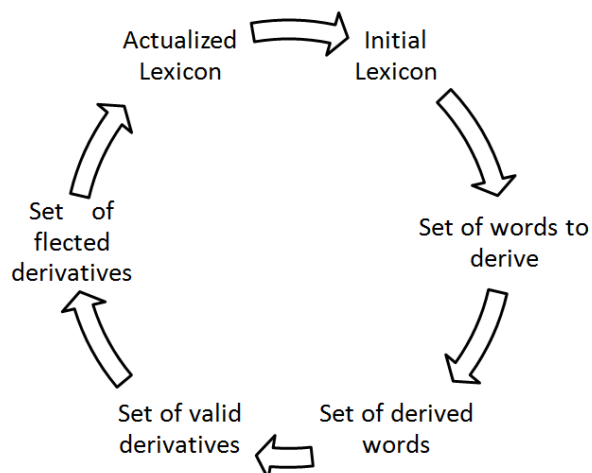 Actualized
Lexicon
Initial
Lexicon
Set of words to
derive
Set of derived
words
Set of valid
derivatives
Set of
flected
derivatives